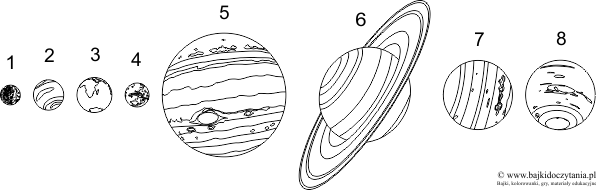 1 2 3 4 5 6 7 8
© www.bajkidoczytania.pl
Bajki, kolorowanki, gry, materiały edukacyjne